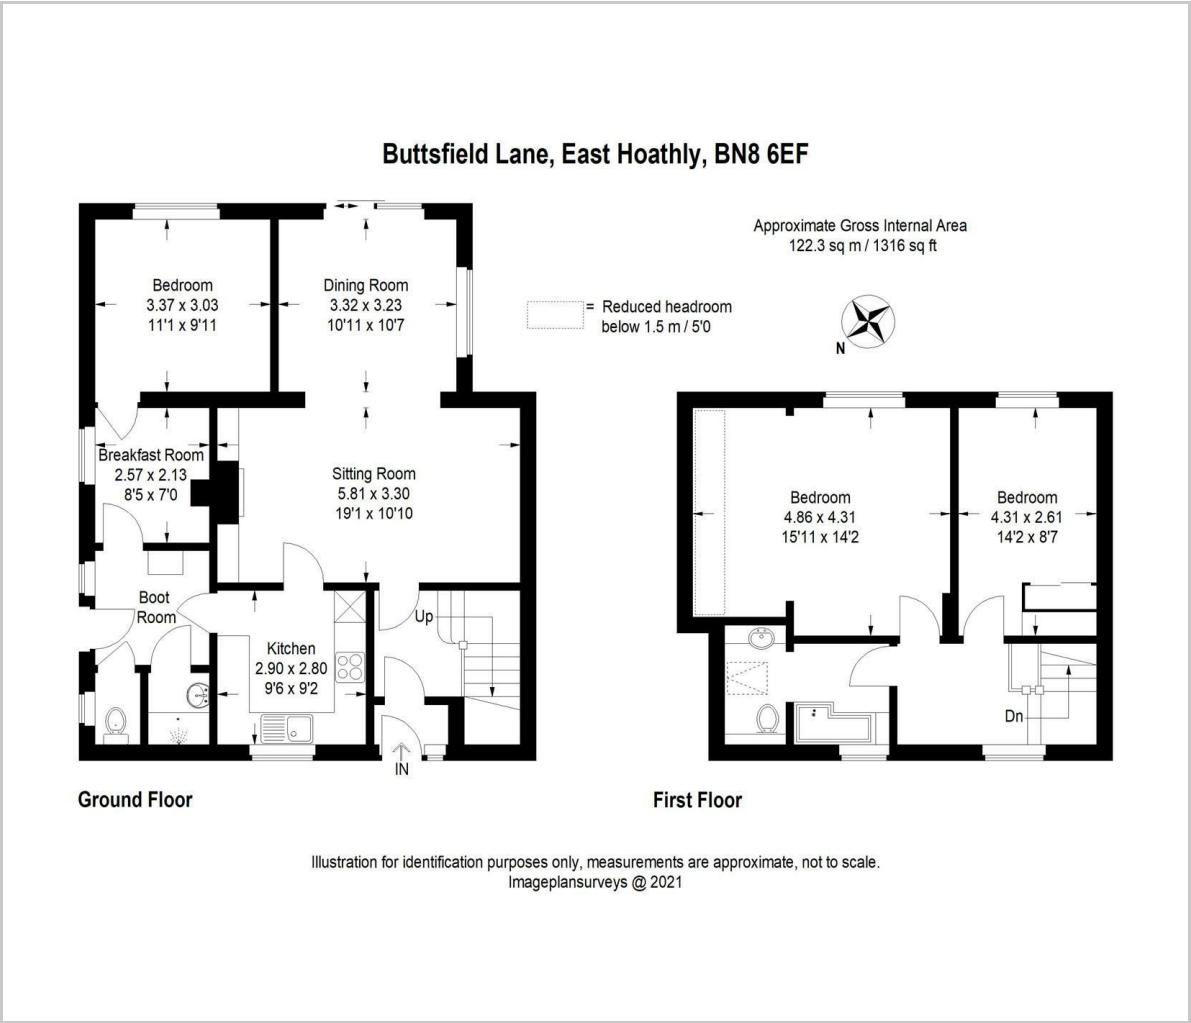 Buttsfield Lane, East Hoathly, BN8 6EF
Approximate Gross Internal Area
122.3 sq m / 1316 sq ft
= Reduced headroom
below 1.5 m / 5'0
N
Bedroom
3.37 x 3.03
11'1 x 9'11
Dining Room
3.32 x 3.23
10'11 x 10'7
Breakfast Room
2.57 x 2.13
8'5 x 7'0
Sitting Room
5.81 x 3.30
19'1 x 10'10
Boot
Room
Kitchen
2.90 x 2.80
9'6 x 9'2
Up
IN
Ground Floor
Bedroom
4.86 x 4.31
15'11 x 14'2
Bedroom
4.31 x 2.61
14'2 x 8'7
Dn
First Floor
Illustration for identification purposes only, measurements are approximate, not to scale.
Imageplansurveys @ 2021